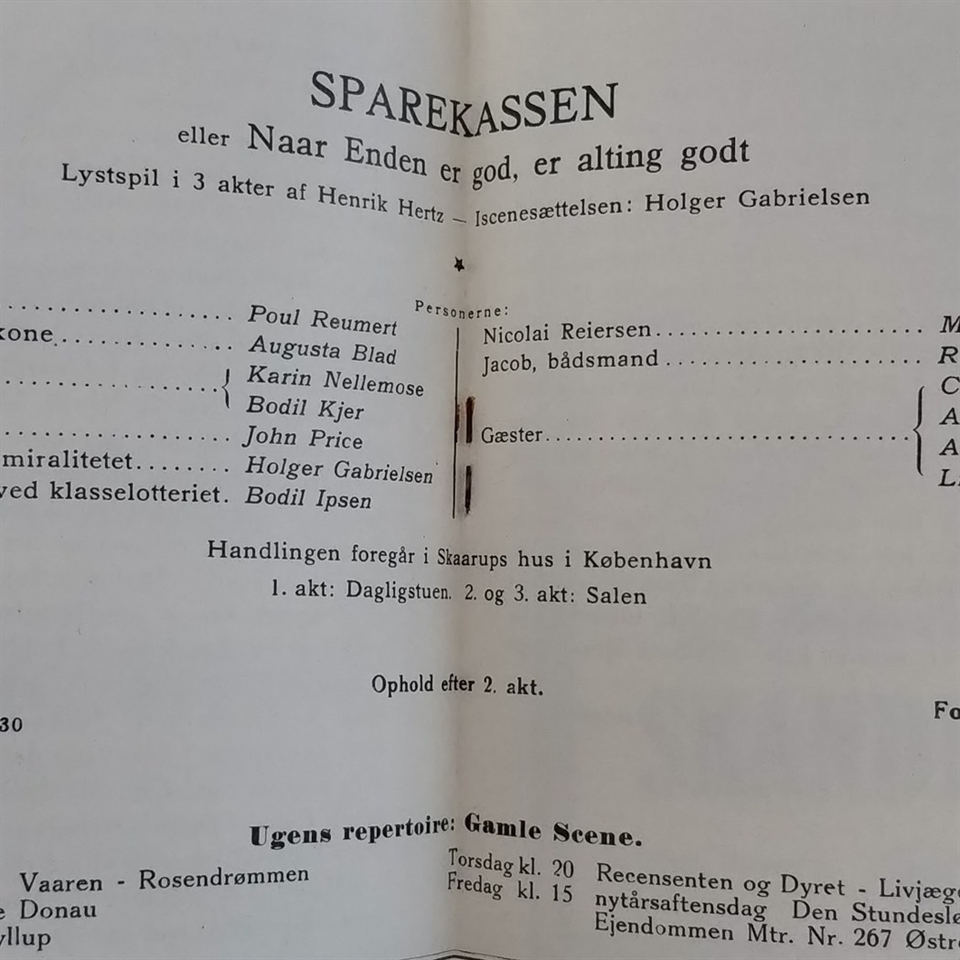 SPAREKASSEN
eller Naar Enden er god, er alting godt
Lystspil i 3 akter af Henrik Hertz — Iscenesættelsen: Holger Gabrielsen
Personerne:
.................. Poul Reumert
kone.............. Augusta Blad
.................. { Karin Nellemose
Bodil Kjer
.................. John Price
miralitetet........ Holger Gabrielsen
ved klasselotteriet. Bodil Ipsen
Nicolai Reiersen........................ M
Jacob, bådsmand....................... R
C
A
Gæster................................ { A
L
Handlingen foregår i Skaarups hus i København
1. akt: Dagligstuen. 2. og 3. akt: Salen
Ophold efter 2. akt.
30
Fo
Ugens repertoire: Gamle Scene.
Vaaren - Rosendrømmen
e Donau
yllup
Torsdag kl. 20 Recensenten og Dyret - Livjæg
Fredag kl. 15 nytårsaftensdag Den Stundeslø
Ejendommen Mtr. Nr. 267 Østr